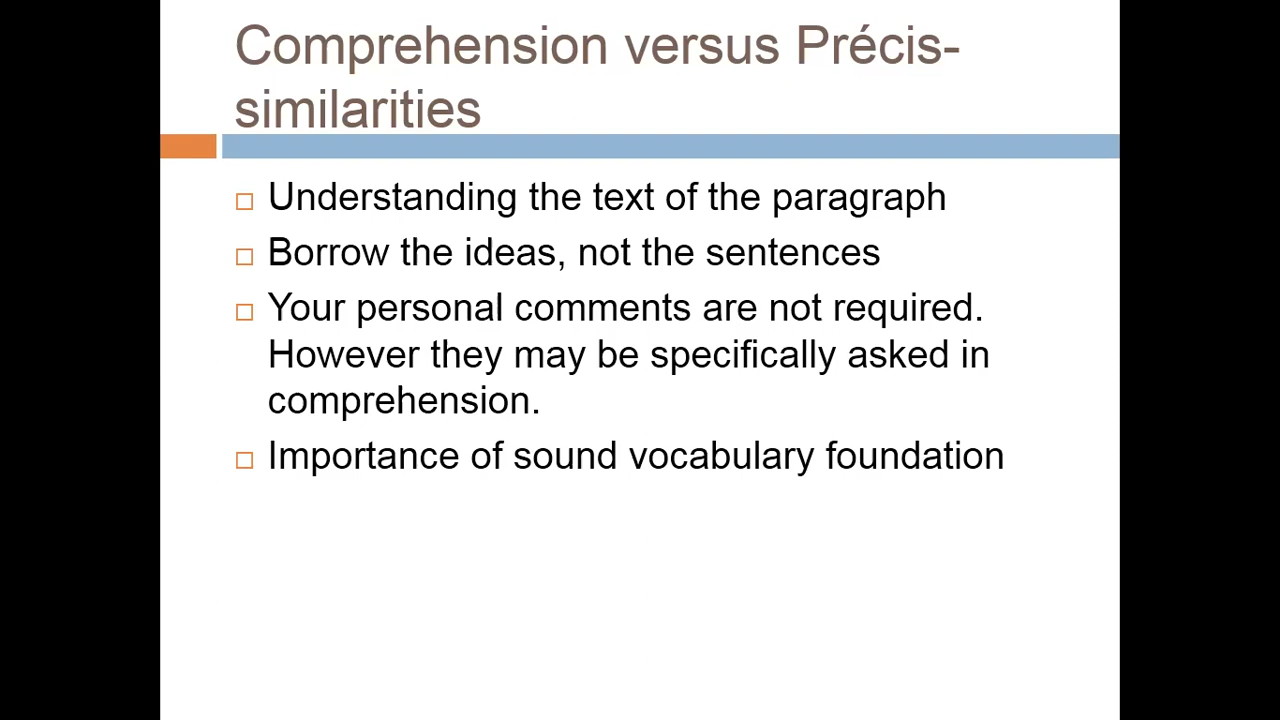 Comprehension versus Précis-
similarities
Understanding the text of the paragraph
Borrow the ideas, not the sentences
Your personal comments are not required.
However they may be specifically asked in
comprehension.
Importance of sound vocabulary foundation